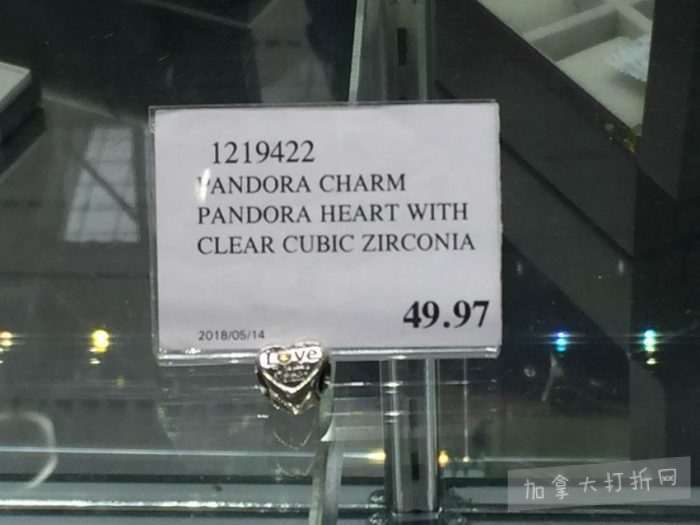 1219422
PANDORA CHARM
PANDORA HEART WITH
CLEAR CUBIC ZIRCONIA
49.97
2018/05/14
Love
加拿大打折网